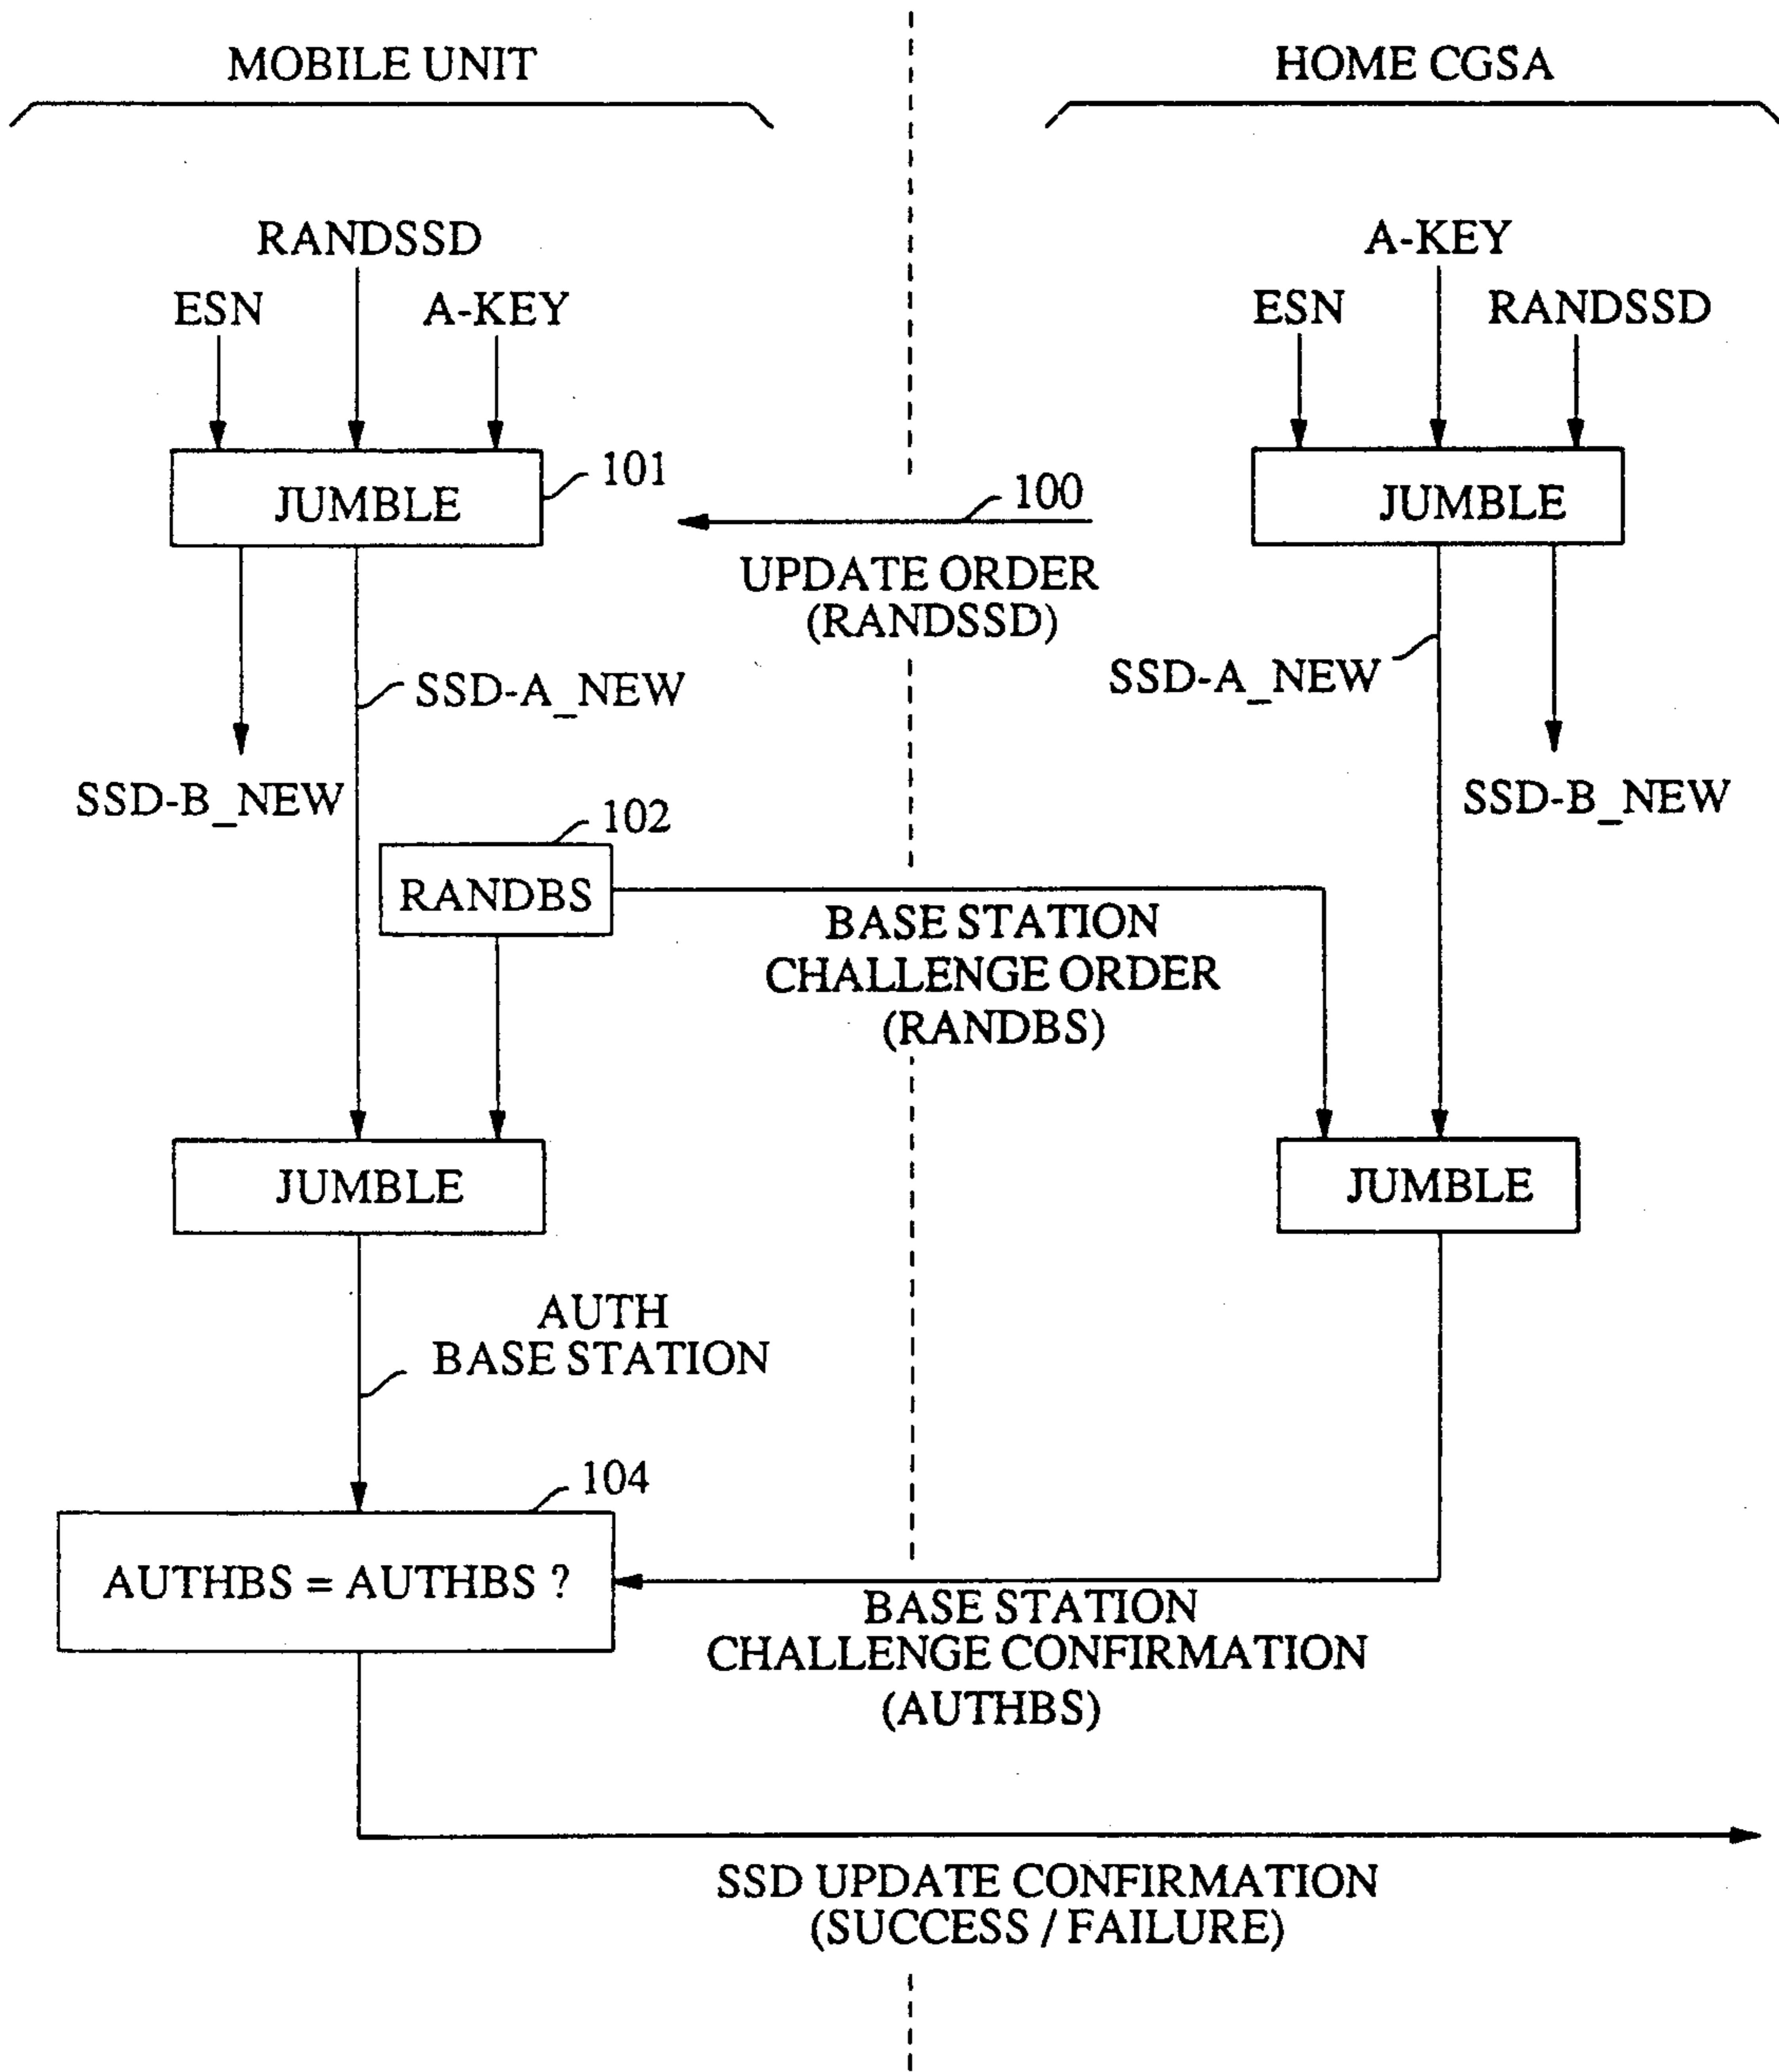 MOBILE UNIT
HOME CGSA
RANDSSD
A-KEY
ESN
A-KEY
ESN
RANDSSD
101
JUMBLE
100
JUMBLE
UPDATE ORDER
(RANDSSD)
SSD-A_NEW
SSD-A_NEW
SSD-B_NEW
SSD-B_NEW
102
RANDBS
BASE STATION
CHALLENGE ORDER
(RANDBS)
JUMBLE
JUMBLE
AUTH
BASE STATION
104
AUTHBS = AUTHBS ?
BASE STATION
CHALLENGE CONFIRMATION
(AUTHBS)
SSD UPDATE CONFIRMATION
(SUCCESS / FAILURE)